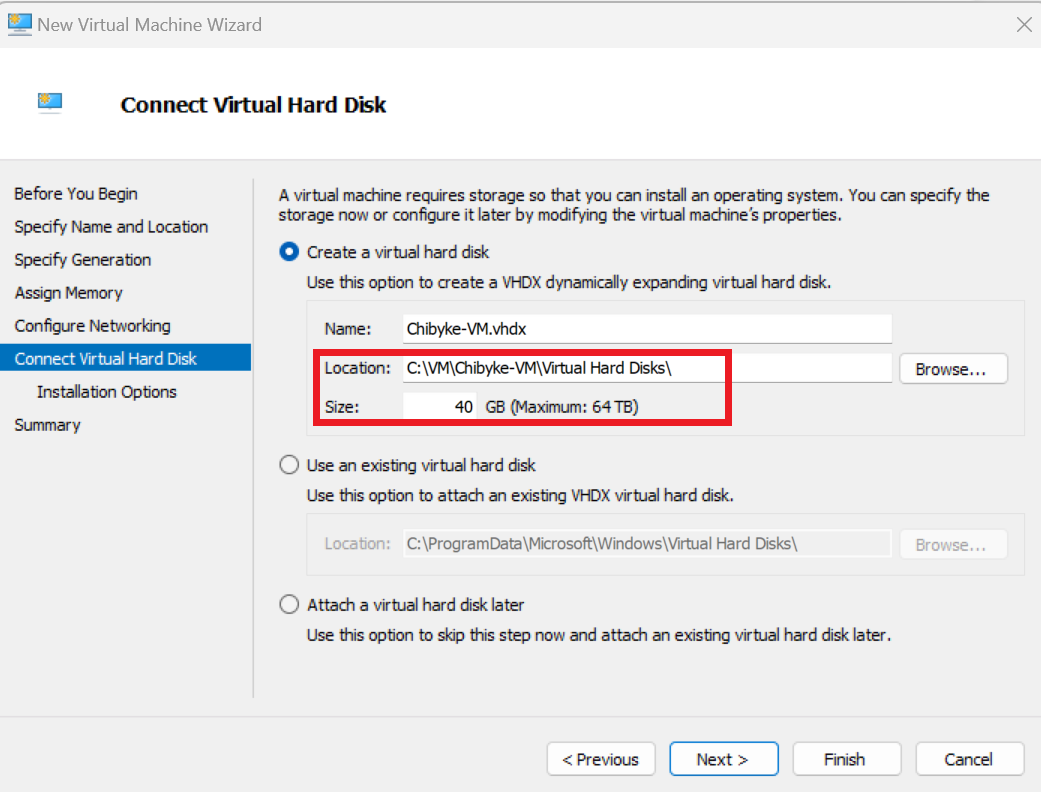 New Virtual Machine Wizard
Connect Virtual Hard Disk
Before You Begin
Specify Name and Location
Specify Generation
Assign Memory
Configure Networking
Connect Virtual Hard Disk
Installation Options
Summary
A virtual machine requires storage so that you can install an operating system. You can specify the
storage now or configure it later by modifying the virtual machine's properties.
Create a virtual hard disk
Use this option to create a VHDX dynamically expanding virtual hard disk.
Name: Chibyke-VM.vhdx
Location: C:\VM\Chibyke-VM\Virtual Hard Disks\ Browse...
Size: 40 GB (Maximum: 64 TB)
Use an existing virtual hard disk
Use this option to attach an existing VHDX virtual hard disk.
Location: C:\ProgramData\Microsoft\Windows\Virtual Hard Disks\ Browse...
Attach a virtual hard disk later
Use this option to skip this step now and attach an existing virtual hard disk later.
< Previous Next > Finish Cancel